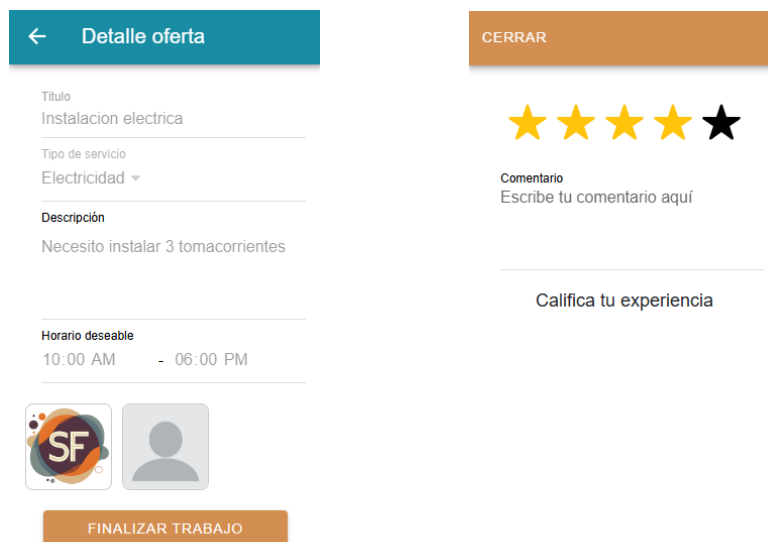 Detalle oferta
Titulo
Instalacion electrica
Tipo de servicio
Electricidad
Descripción
Necesito instalar 3 tomacorrientes
Horario deseable
10:00 AM - 06:00 PM
SF
FINALIZAR TRABAJO
CERRAR
Comentario
Escribe tu comentario aquí
Califica tu experiencia